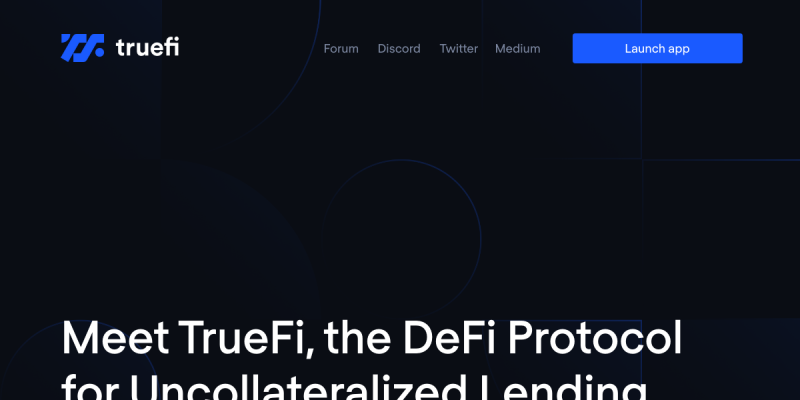 truefi
Forum Discord Twitter Medium Launch app
Meet TrueFi, the DeFi Protocol
for Uncollateralized Lending